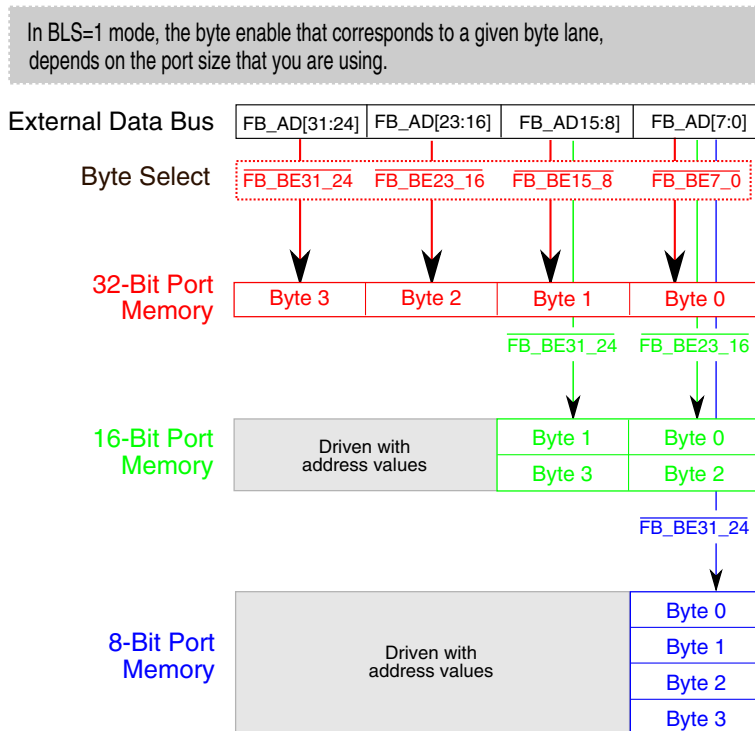 In BLS=1 mode, the byte enable that corresponds to a given byte lane,
depends on the port size that you are using.
External Data Bus FB_AD[31:24] FB_AD[23:16] FB_AD15:8] FB_AD[7:0]
Byte Select FB_BE31_24 FB_BE23_16 FB_BE15_8 FB_BE7_0
32-Bit Port
Memory
Byte 3 Byte 2 Byte 1 Byte 0
FB_BE31_24 FB_BE23_16
16-Bit Port
Memory
Driven with
address values
Byte 1 Byte 0
Byte 3 Byte 2
FB_BE31_24
8-Bit Port
Memory
Driven with
address values
Byte 0
Byte 1
Byte 2
Byte 3